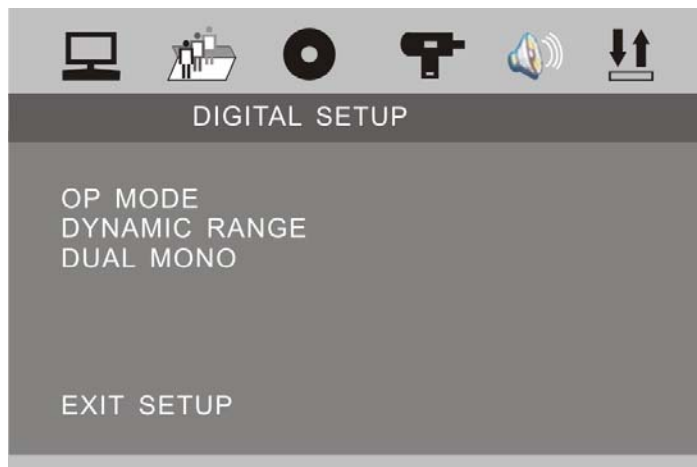 DIGITAL SETUP
OP MODE
DYNAMIC RANGE
DUAL MONO
EXIT SETUP